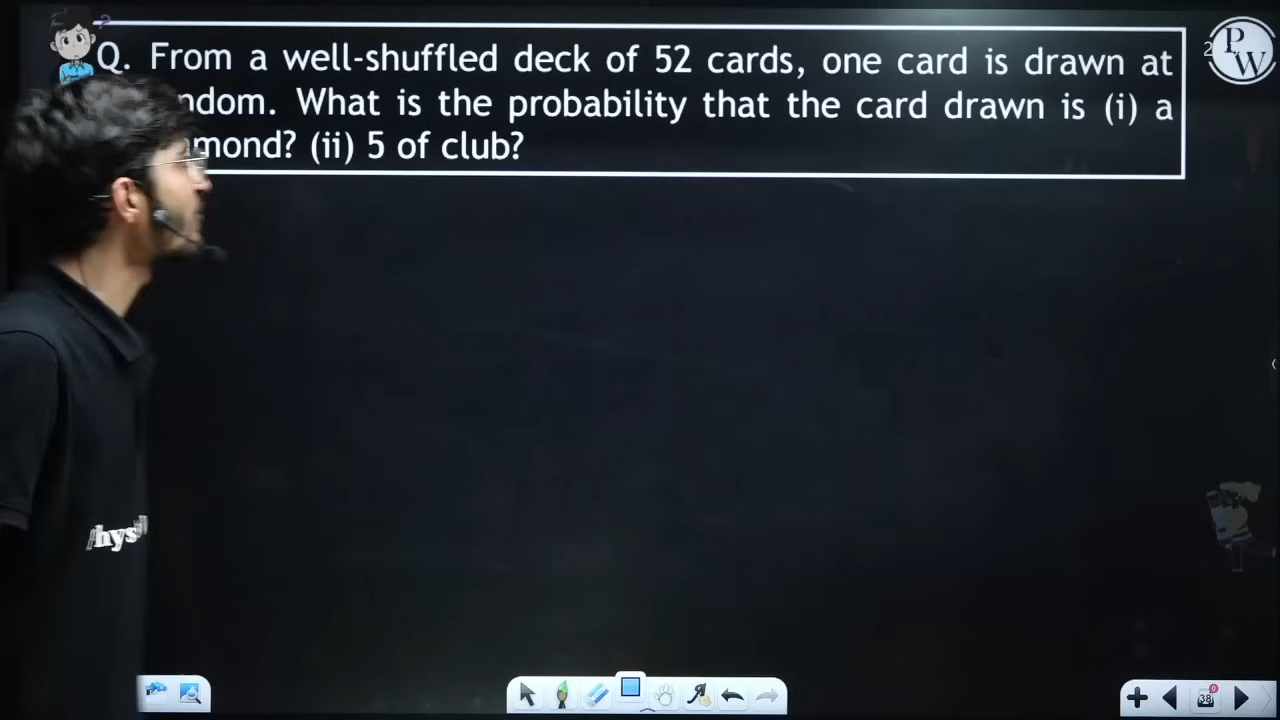 Q. From a well-shuffled deck of 52 cards, one card is drawn at
ndom. What is the probability that the card drawn is (i) a
mond? (ii) 5 of club?
P
W
38